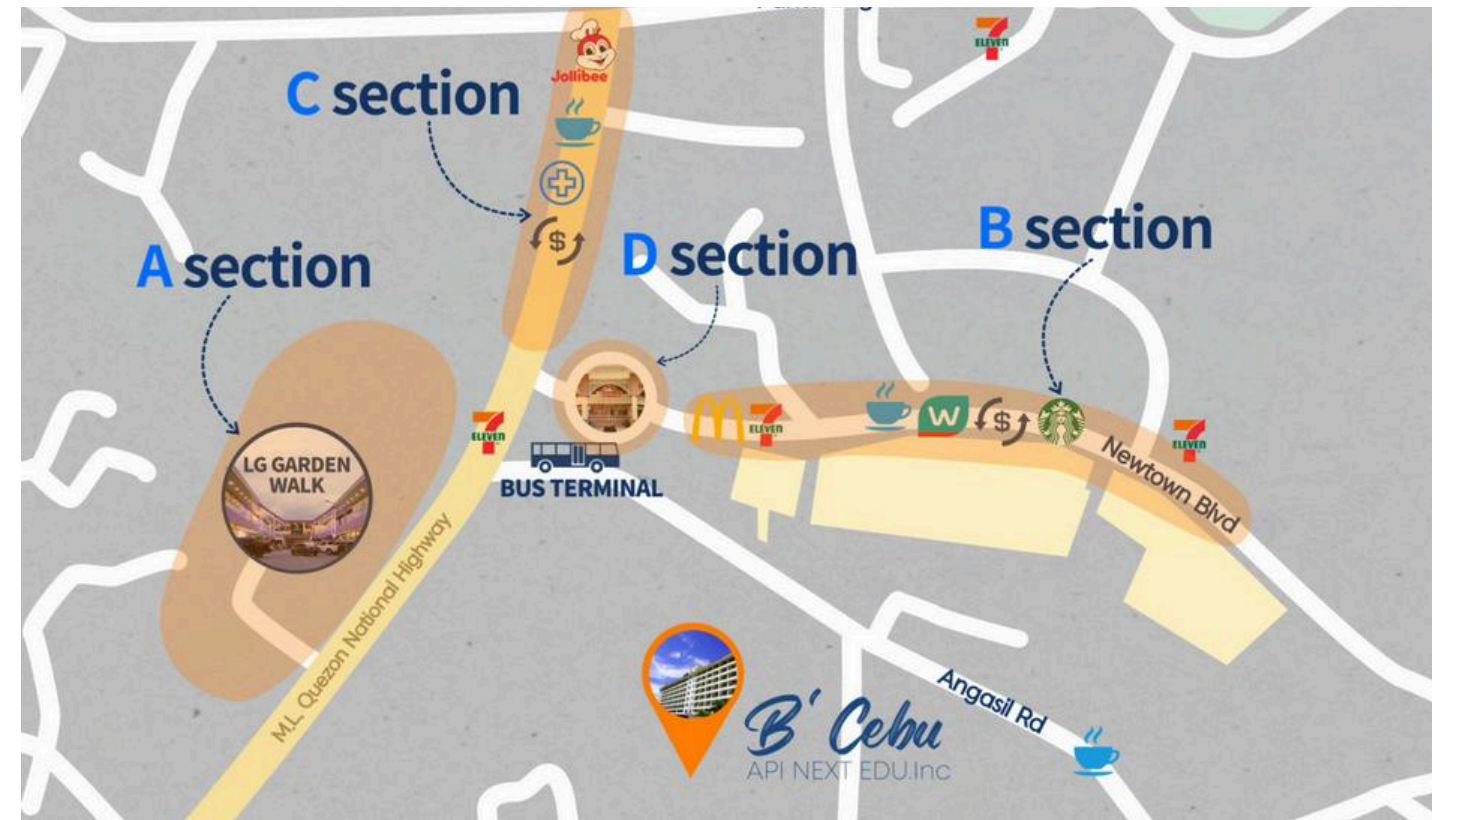 ELEVEN
Jollibee
C section
B section
D section
A section
$
LG GARDEN
WALK
ELEVEN
ELEVEN
W
$
ELEVEN
BUS TERMINAL
Newtown Blvd
M.L. Quezon National Highway
Angasil Rd
B' Cebu
API NEXT EDU.Inc